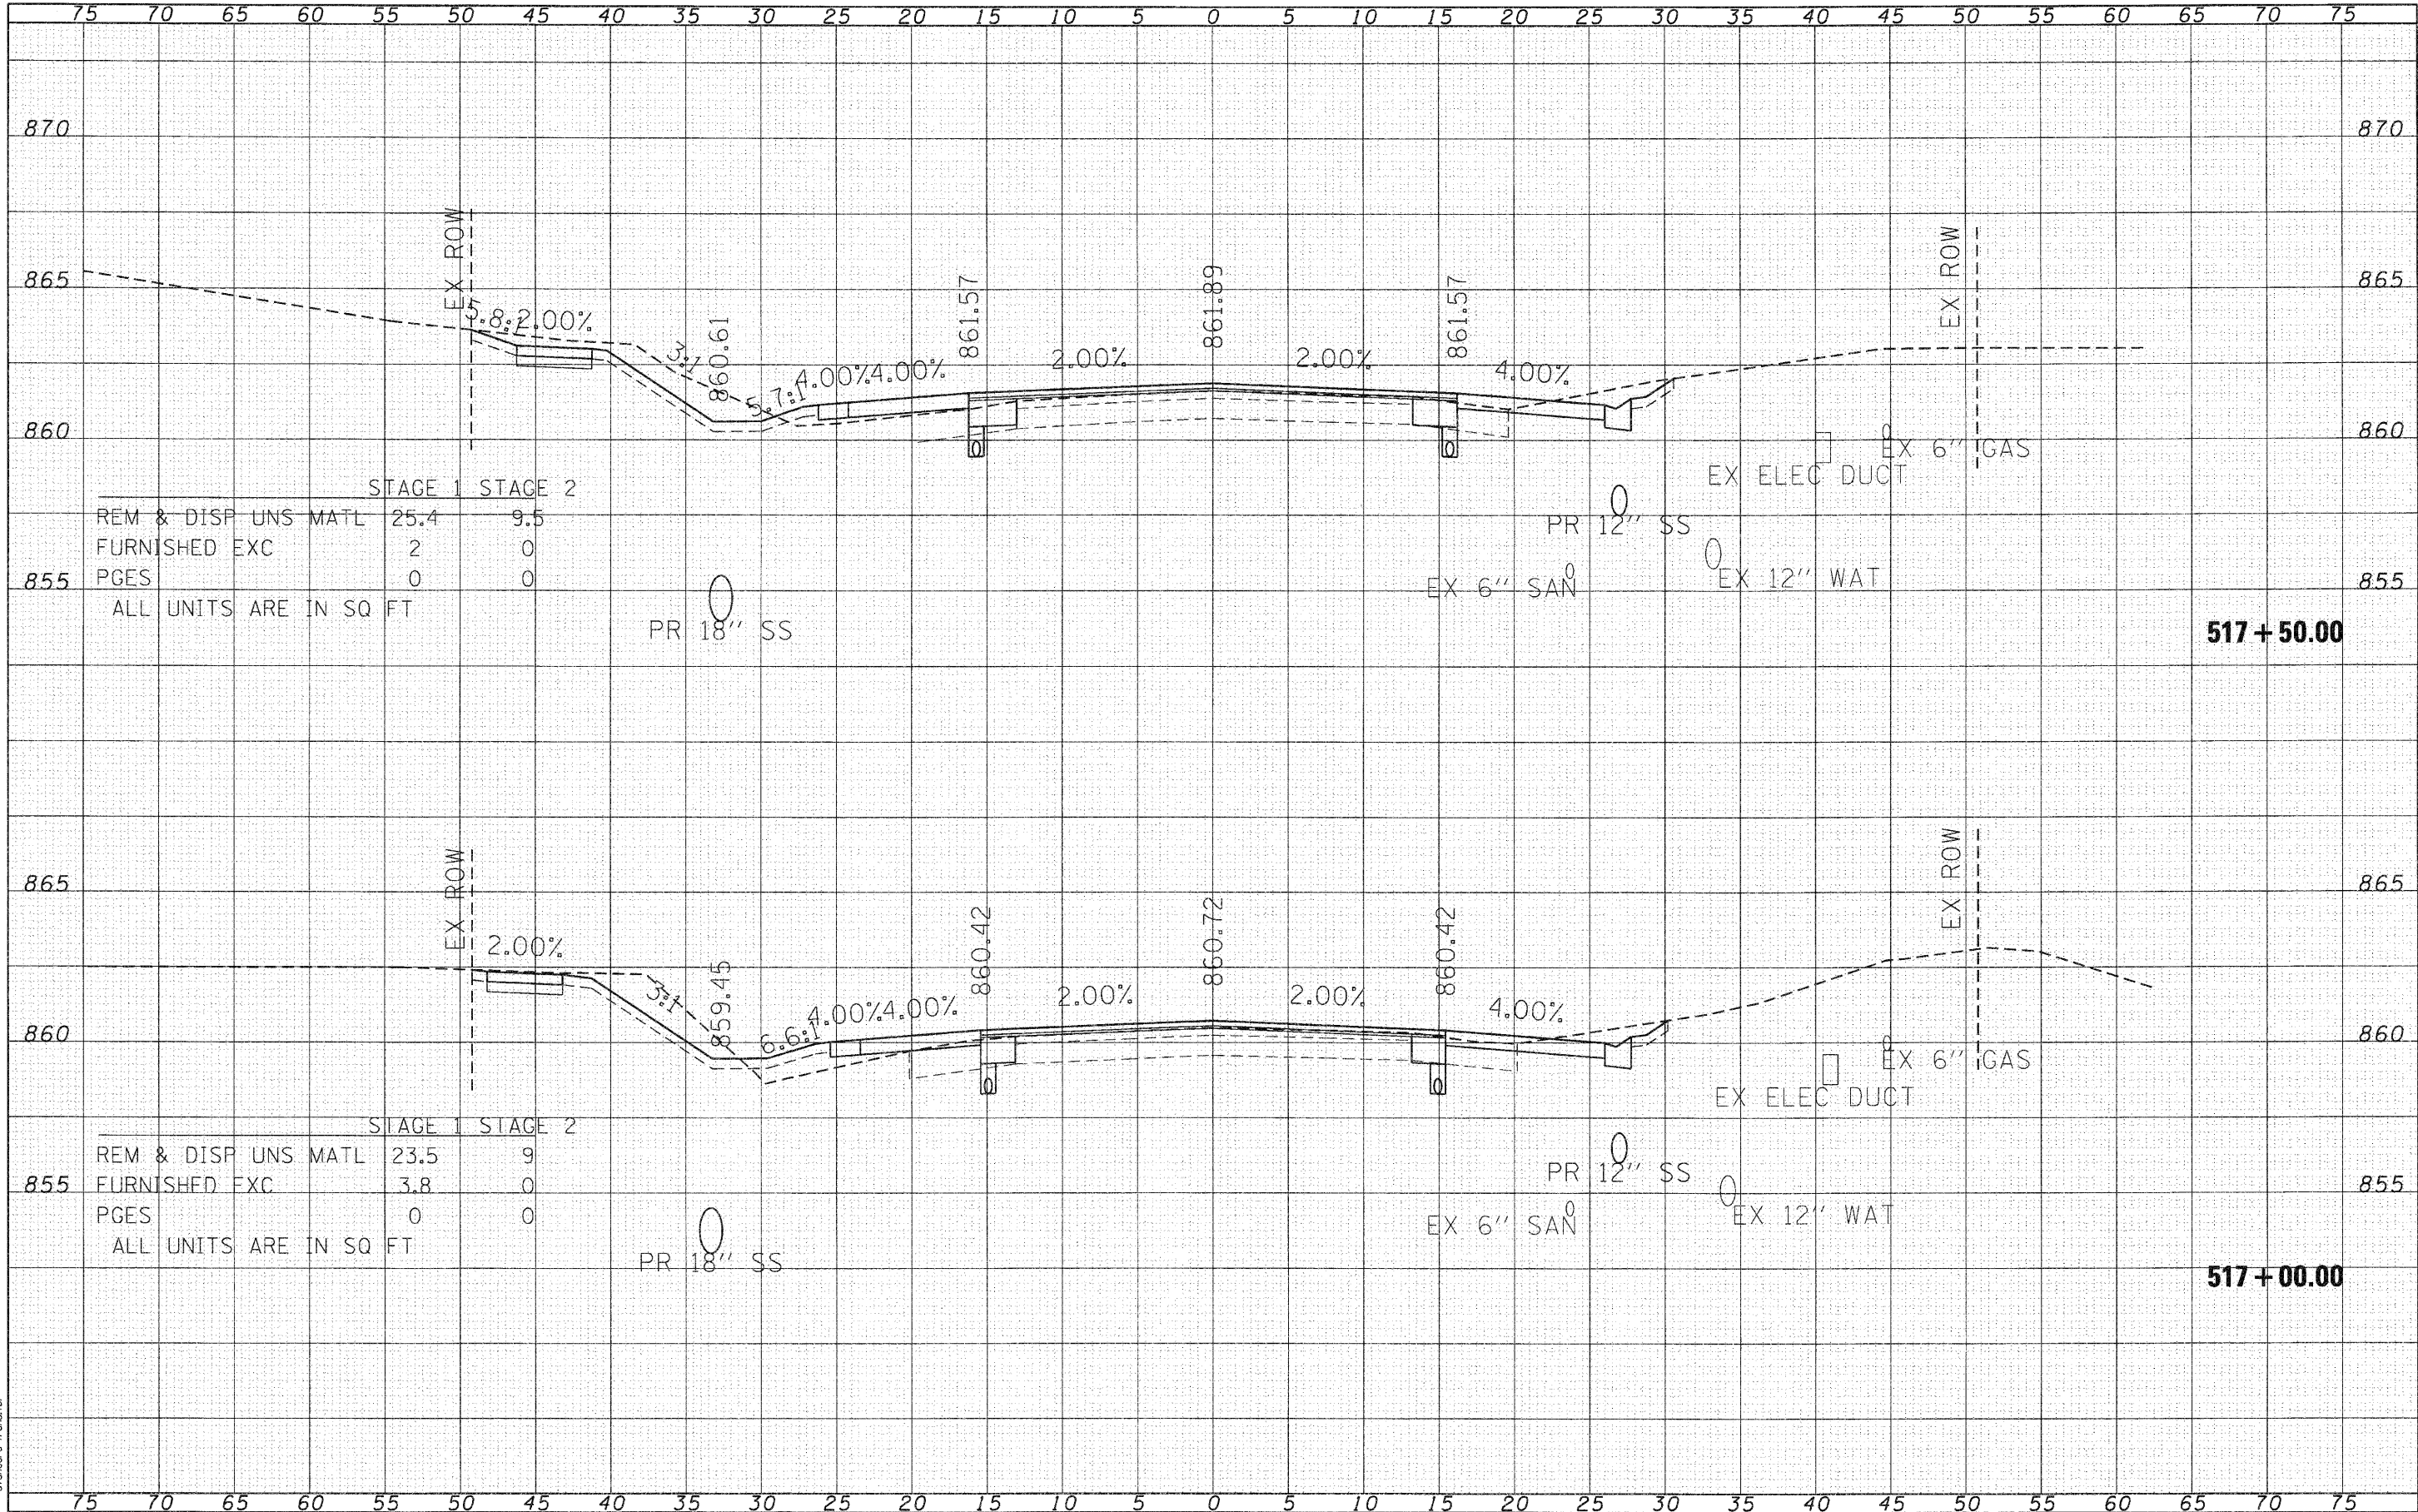 75 70 65 60 55 50 45 40 35 30 25 20 15 10 5 0 5 10 15 20 25 30 35 40 45 50 55 60 65 70 75
870 870
EX ROW EX ROW
865 865
5.8:1 2.00% 3:1 860.61 5.7:1 4.00% 4.00% 861.57 2.00% 861.89 2.00% 861.57 4.00%
860 860
EX 6" GAS
EX ELEC DUCT
STAGE 1 STAGE 2
REM & DISP UNS MATL 25.4 9.5
PR 12" SS
FURNISHED EXC 2 0
PGES 0 0
855 855
EX 6" SAN
EX 12" WAT
ALL UNITS ARE IN SQ FT
PR 18" SS
517+50.00
EX ROW EX ROW
865 865
2.00% 3:1 859.45 6.6:1 4.00% 4.00% 860.42 2.00% 860.72 2.00% 860.42 4.00%
860 860
EX 6" GAS
EX ELEC DUCT
STAGE 1 STAGE 2
REM & DISP UNS MATL 23.5 9
PR 12" SS
855 855
FURNISHED EXC 3.8 0
PGES 0 0
EX 12" WAT
EX 6" SAN
ALL UNITS ARE IN SQ FT
PR 18" SS
517+00.00
75 70 65 60 55 50 45 40 35 30 25 20 15 10 5 0 5 10 15 20 25 30 35 40 45 50 55 60 65 70 75